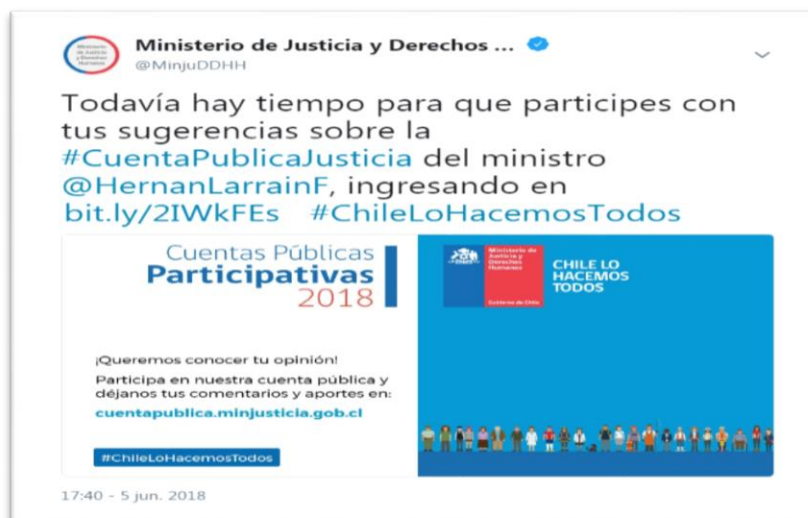 Ministerio de Justicia y Derechos ...
@MinjuDDHH
Todavía hay tiempo para que participes con
tus sugerencias sobre la
#CuentaPublicaJusticia del ministro
@HernanLarrainF, ingresando en
bit.ly/2IWkFEs #ChileLoHacemosTodos
Cuentas Públicas
Participativas
2018
¡Queremos conocer tu opinión!
Participa en nuestra cuenta pública y
déjanos tus comentarios y aportes en:
cuentapublica.minjusticia.gob.cl
#ChileLoHacemosTodos
Ministerio de
Justicia y
Derechos
Humanos
Gobierno de Chile
CHILE LO
HACEMOS
TODOS
17:40 - 5 jun. 2018